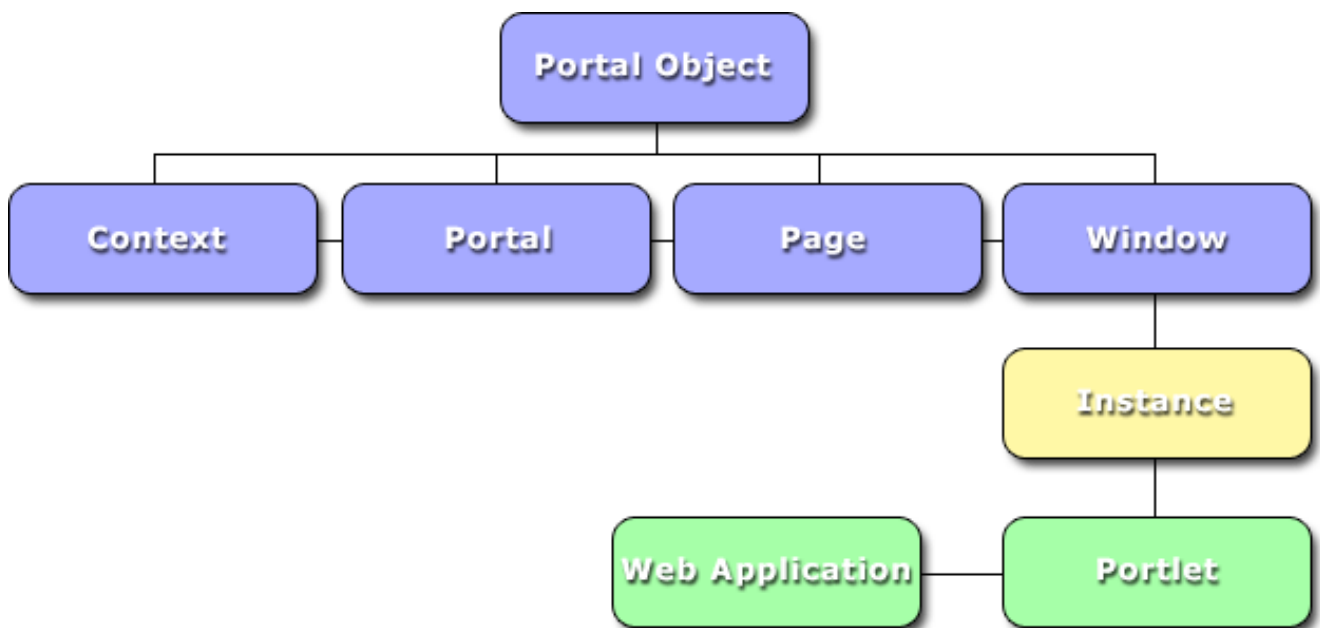 Portal Object
Context
Portal
Page
Window
Instance
Web Application
Portlet